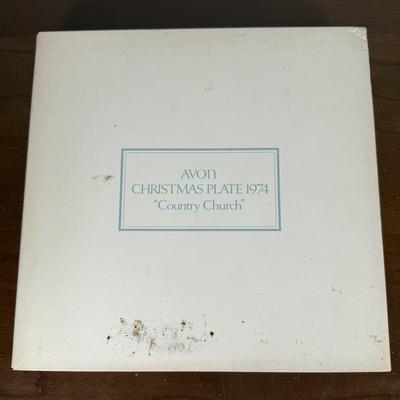 AVON
CHRISTMAS PLATE 1974
"Country Church"